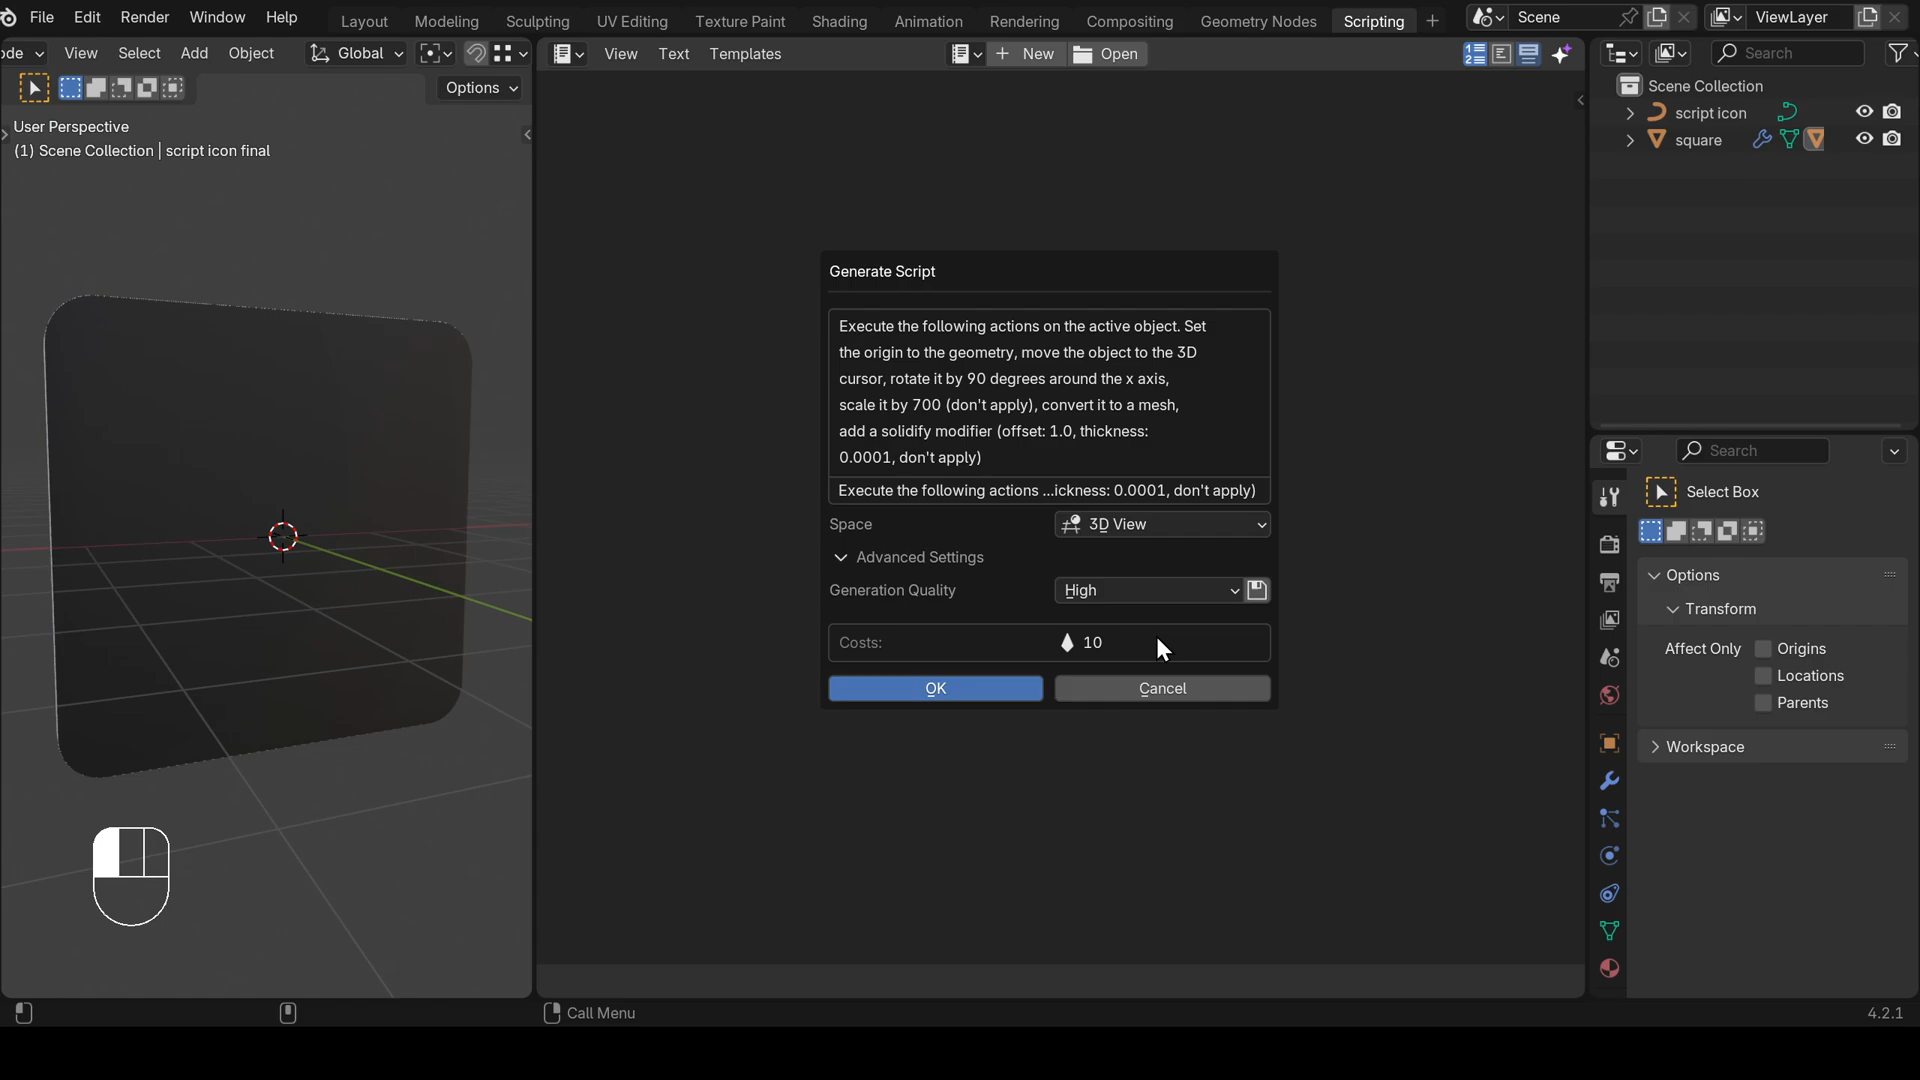 File Edit Render Window Help Layout Modeling Sculpting UV Editing Texture Paint Shading Animation Rendering Compositing Geometry Nodes Scripting Scene ViewLayer
ode View Select Add Object Global View Text Templates New Open Search
Options
User Perspective
(1) Scene Collection | script icon final
Scene Collection
script icon
square
Generate Script
Execute the following actions on the active object. Set
the origin to the geometry, move the object to the 3D
cursor, rotate it by 90 degrees around the x axis,
scale it by 700 (don't apply), convert it to a mesh,
add a solidify modifier (offset: 1.0, thickness:
0.0001, don't apply)
Execute the following actions ...ickness: 0.0001, don't apply)
Space 3D View
Advanced Settings
Generation Quality High
Costs: 10
OK Cancel
Search
Select Box
Options
Transform
Affect Only Origins
Locations
Parents
Workspace
Call Menu 4.2.1